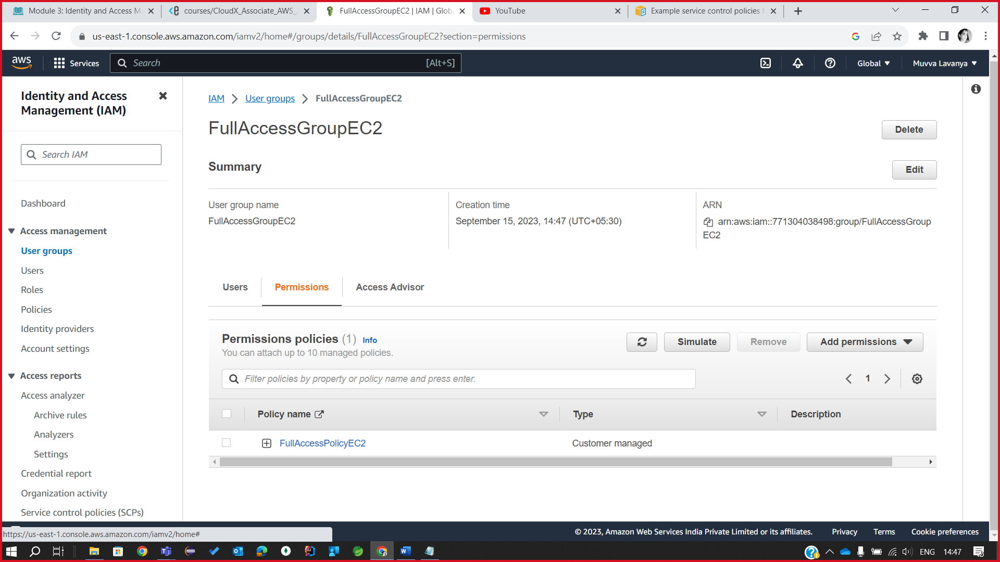 Module 3: Identity and Access M
courses/CloudX_Associate_AWS_
FullAccessGroupEC2 | IAM | Glob
YouTube
Example service control policies f
us-east-1.console.aws.amazon.com/iamv2/home#/groups/details/FullAccessGroupEC2?section=permissions
aws
Services
Search
[Alt+S]
Global
Muvva Lavanya
Identity and Access
Management (IAM)
Search IAM
Dashboard
Access management
User groups
Users
Roles
Policies
Identity providers
Account settings
Access reports
Access analyzer
Archive rules
Analyzers
Settings
Credential report
Organization activity
Service control policies (SCPs)
IAM > User groups > FullAccessGroupEC2
FullAccessGroupEC2
Delete
Summary
Edit
User group name
FullAccessGroupEC2
Creation time
September 15, 2023, 14:47 (UTC+05:30)
ARN
arn:aws:iam::771304038498:group/FullAccessGroup
EC2
Users
Permissions
Access Advisor
Permissions policies (1) Info
You can attach up to 10 managed policies.
Simulate
Remove
Add permissions
Filter policies by property or policy name and press enter.
1
Policy name
Type
Description
FullAccessPolicyEC2
Customer managed
© 2023, Amazon Web Services India Private Limited or its affiliates.
Privacy
Terms
Cookie preferences
https://us-east-1.console.aws.amazon.com/iamv2/home#
ENG
14:47